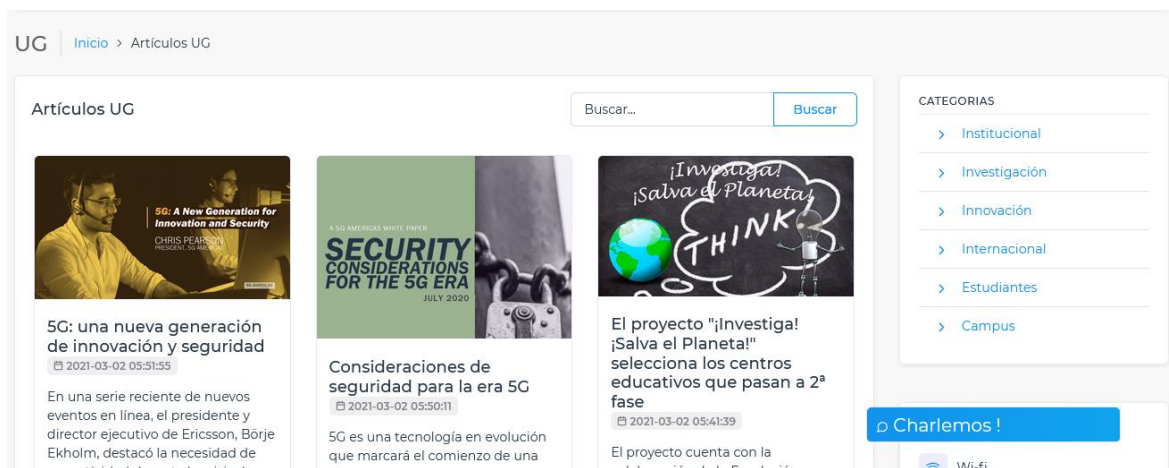 UG Inicio > Artículos UG
Artículos UG
Buscar...
Buscar
5G: A New Generation for
Innovation and Security
CHRIS PEARSON
PRESIDENT, 5G AMERICAS
5G: una nueva generación
de innovación y seguridad
2021-03-02 05:51:55
En una serie reciente de nuevos
eventos en línea, el presidente y
director ejecutivo de Ericsson, Börje
Ekholm, destacó la necesidad de
A 5G AMERICAS WHITE PAPER
SECURITY
CONSIDERATIONS
FOR THE 5G ERA
JULY 2020
Consideraciones de
seguridad para la era 5G
2021-03-02 05:50:11
5G es una tecnología en evolución
que marcará el comienzo de una
¡Investiga!
¡Salva el Planeta!
THINK
El proyecto "¡Investiga!
¡Salva el Planeta!"
selecciona los centros
educativos que pasan a 2ª
fase
2021-03-02 05:41:39
El proyecto cuenta con la
CATEGORIAS
> Institucional
> Investigación
> Innovación
> Internacional
> Estudiantes
> Campus
Charlemos !
Wi-fi